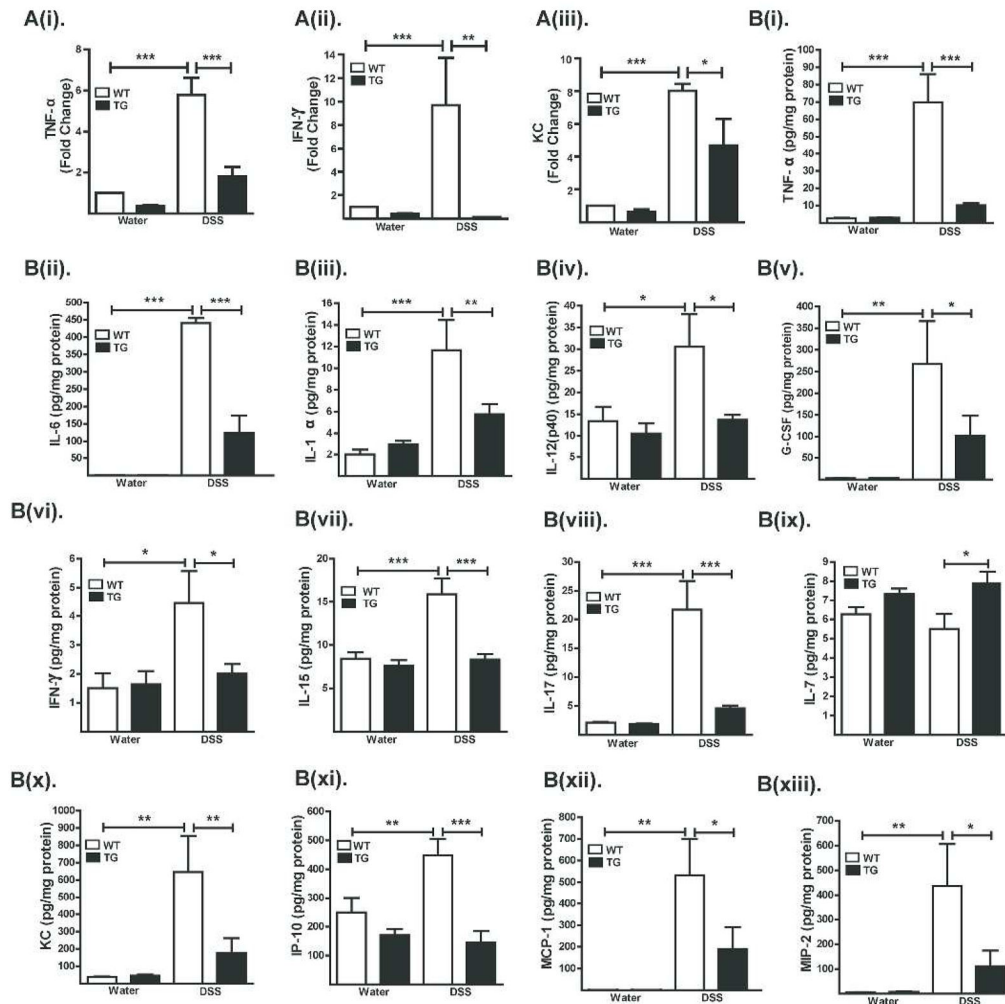 A(i).
TNF- α
(Fold Change)
8
6
4
2
*** ***
WT
TG
Water DSS
A(ii).
IFN-γ
(Fold Change)
14
12
10
8
6
4
2
*** **
WT
TG
Water DSS
A(iii).
KC
(Fold Change)
10
8
6
4
2
*** *
WT
TG
Water DSS
B(i).
TNF- α (pg/mg protein)
100
90
80
70
60
50
40
30
20
10
*** ***
WT
TG
Water DSS
B(ii).
IL-6 (pg/mg protein)
500
450
400
350
300
250
200
150
100
50
*** ***
WT
TG
Water DSS
B(iii).
IL-1 α (pg/mg protein)
16
14
12
10
8
6
4
2
*** **
WT
TG
Water DSS
B(iv).
IL-12(p40) (pg/mg protein)
40
35
30
25
20
15
10
5
* *
WT
TG
Water DSS
B(v).
G-CSF (pg/mg protein)
400
350
300
250
200
150
100
50
** *
WT
TG
Water DSS
B(vi).
IFN-γ (pg/mg protein)
6
5
4
3
2
1
* *
WT
TG
Water DSS
B(vii).
IL-15 (pg/mg protein)
20
15
10
5
*** ***
WT
TG
Water DSS
B(viii).
IL-17 (pg/mg protein)
30
25
20
15
10
5
*** ***
WT
TG
Water DSS
B(ix).
IL-7 (pg/mg protein)
10
9
8
7
6
5
4
3
2
1
*
WT
TG
Water DSS
B(x).
KC (pg/mg protein)
1000
900
800
700
600
500
400
300
200
100
** **
WT
TG
Water DSS
B(xi).
IP-10 (pg/mg protein)
600
500
400
300
200
100
** ***
WT
TG
Water DSS
B(xii).
MCP-1 (pg/mg protein)
900
800
700
600
500
400
300
200
100
** *
WT
TG
Water DSS
B(xiii).
MIP-2 (pg/mg protein)
700
600
500
400
300
200
100
** *
WT
TG
Water DSS